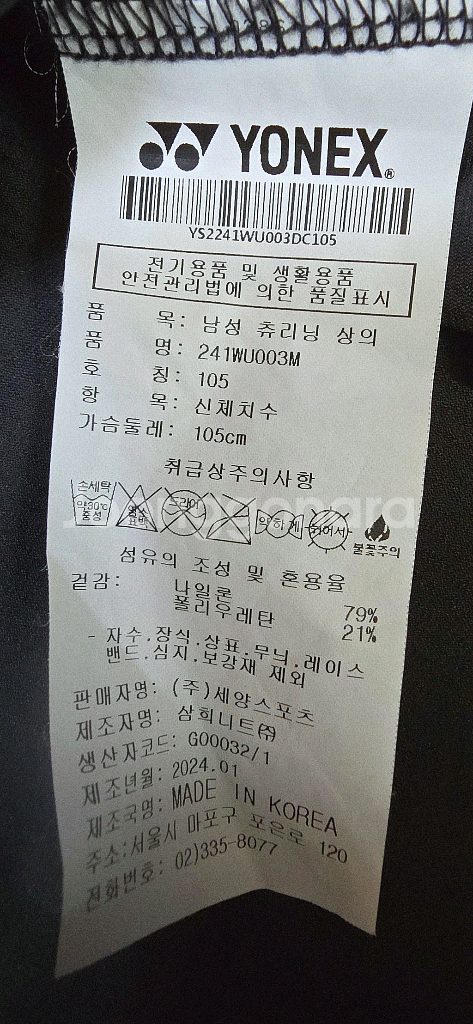 YONEX®
YS2241WU003DC105
전기용품 및 생활용품
안전관리법에 의한 품질표시
품 목: 남성 츄리닝 상의
품 명: 241WU003M
호 칭: 105
항 목: 신체치수
가슴둘레: 105cm
취급상주의사항
손세탁
약30℃
중성
염소
표백
드라이
약하게
뉘어서
불꽃주의
섬유의 조성 및 혼용율
겉감: 나일론 79%
폴리우레탄 21%
- 자수.장식.상표.무늬.레이스
밴드.심지.보강재 제외
판매자명: (주)세양스포츠
제조자명: 삼희니트㈜
생산자코드: G00032/1
제조년월: 2024.01
제조국명: MADE IN KOREA
주소:서울시 마포구 포은로 120
전화번호: 02)335-8077